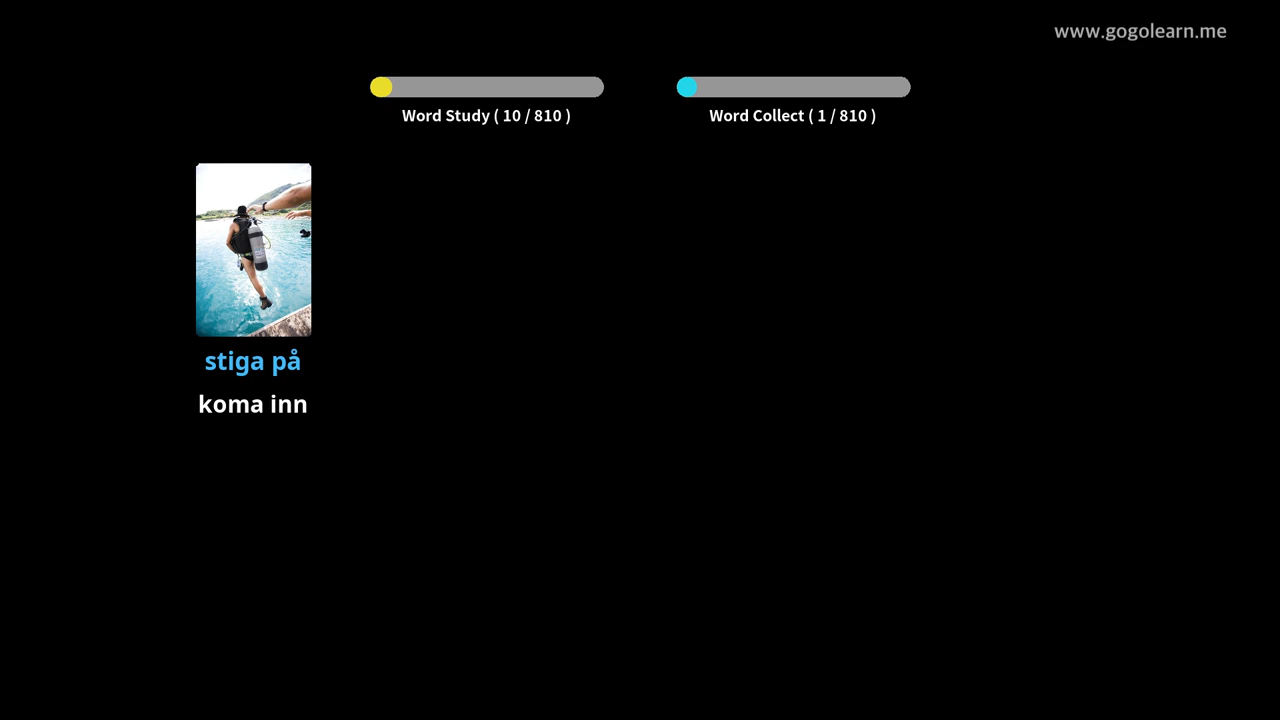 www.gogolearn.me
Word Study ( 10 / 810 )
Word Collect ( 1 / 810 )
stiga på
koma inn